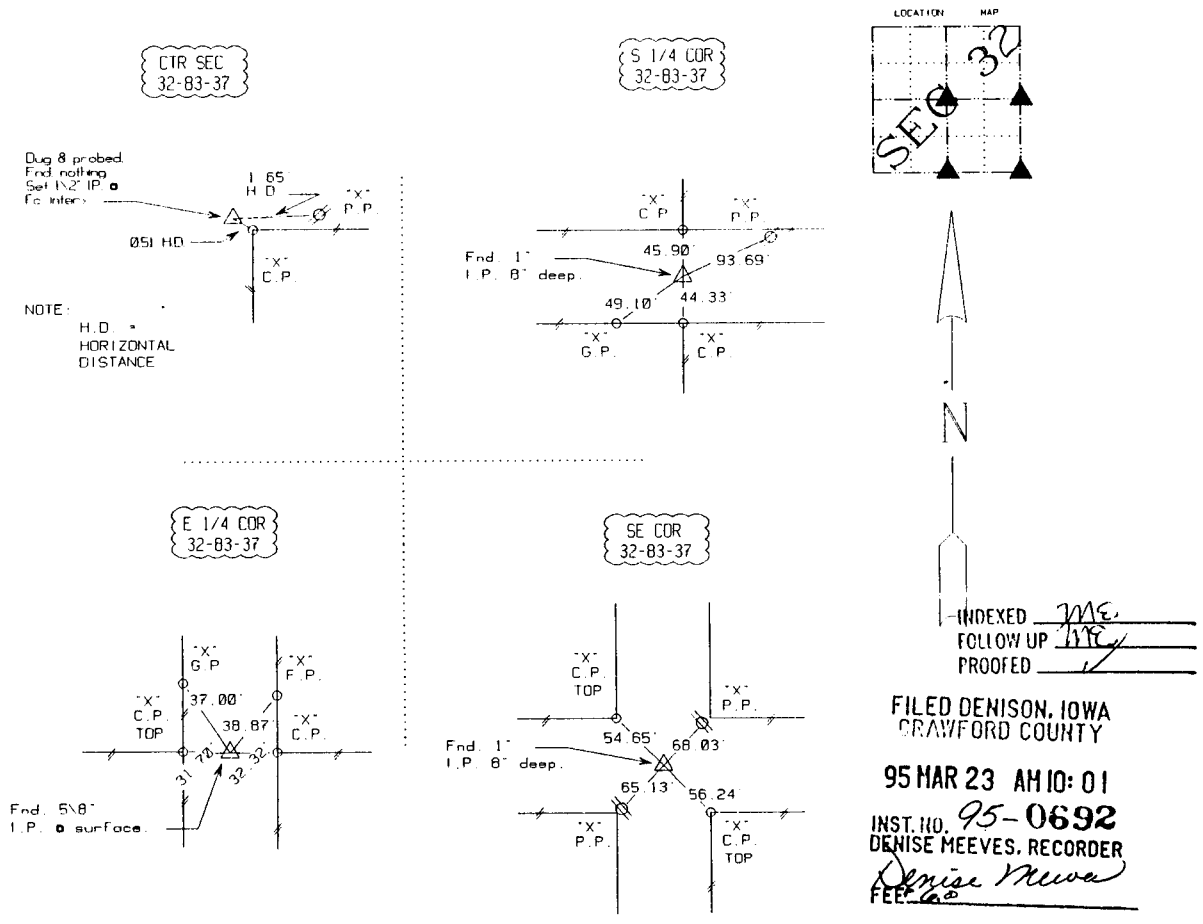 LOCATION MAP
SEC 32
CTR SEC
32-83-37
Dug & probed.
Fnd. nothing
Set 1\2" IP.
1 65'
H D
"X"
P.P.
Ø51 H.D.
"X"
C.P.
NOTE:
H.D. =
HORIZONTAL
DISTANCE
S 1/4 COR
32-83-37
"X"
C P
"X"
P.P.
45.90'
93.69'
Fnd. 1"
I.P. 8" deep.
49.10'
44.33'
"X"
G.P.
"X"
C.P.
N
E 1/4 COR
32-83-37
"X"
G.P
"X"
F.P.
"X"
C.P.
TOP
37.00'
38.87'
"X"
C.P.
31.70'
32.32'
Fnd. 5\8"
I.P. @ surface.
SE COR
32-83-37
"X"
C.P.
TOP
"X"
P.P.
54.65'
68.03'
Fnd. 1"
I.P. 8" deep.
65.13'
56.24'
"X"
P.P.
"X"
C.P.
TOP
INDEXED ME.
FOLLOW UP ME
PROOFED ✓
FILED DENISON, IOWA
CRAWFORD COUNTY
95 MAR 23 AM 10: 01
INST. NO. 95-0692
DENISE MEEVES, RECORDER
Denise Meeves
FEE